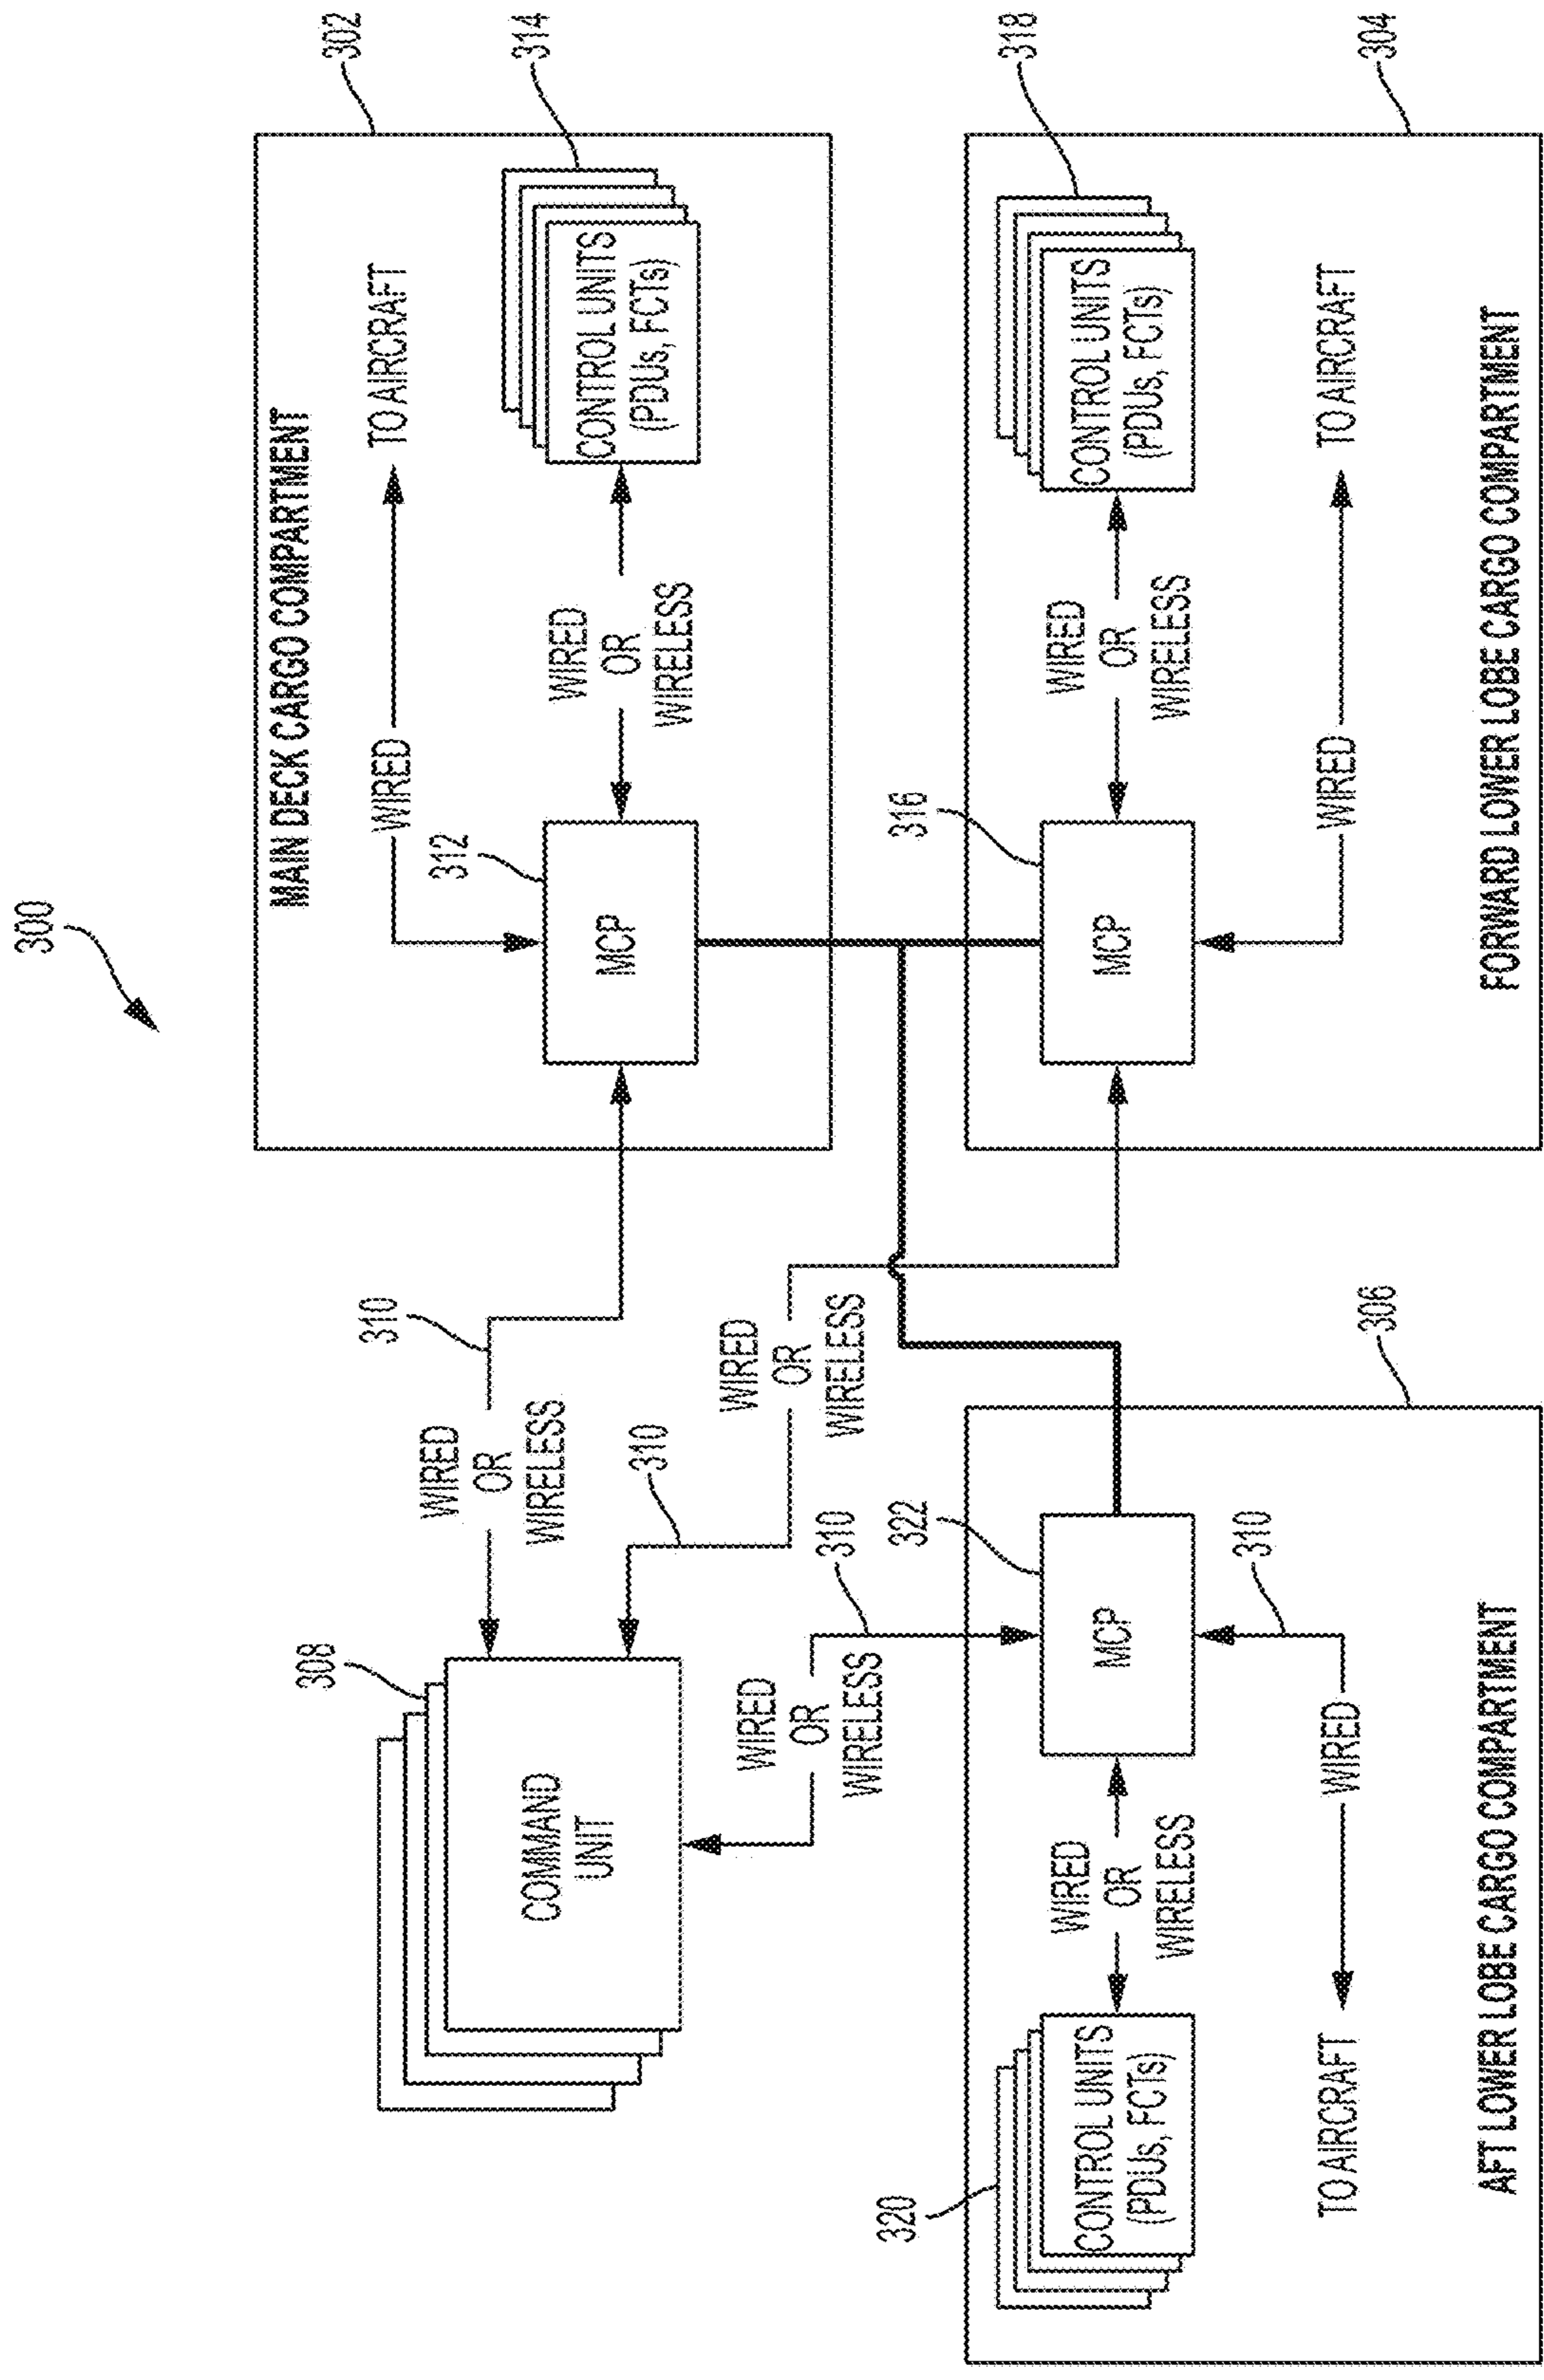 300
302
MAIN DECK CARGO COMPARTMENT
WIRED
TO AIRCRAFT
314
312
MCP
WIRED
OR
WIRELESS
CONTROL UNITS
(PDUs, FCTs)
308
COMMAND
UNIT
310
WIRED
OR
WIRELESS
310
WIRED
OR
WIRELESS
310
WIRED
OR
WIRELESS
320
CONTROL UNITS
(PDUs, FCTs)
WIRED
OR
WIRELESS
322
MCP
310
TO AIRCRAFT
WIRED
306
AFT LOWER LOBE CARGO COMPARTMENT
316
MCP
WIRED
OR
WIRELESS
318
CONTROL UNITS
(PDUs, FCTs)
WIRED
TO AIRCRAFT
304
FORWARD LOWER LOBE CARGO COMPARTMENT